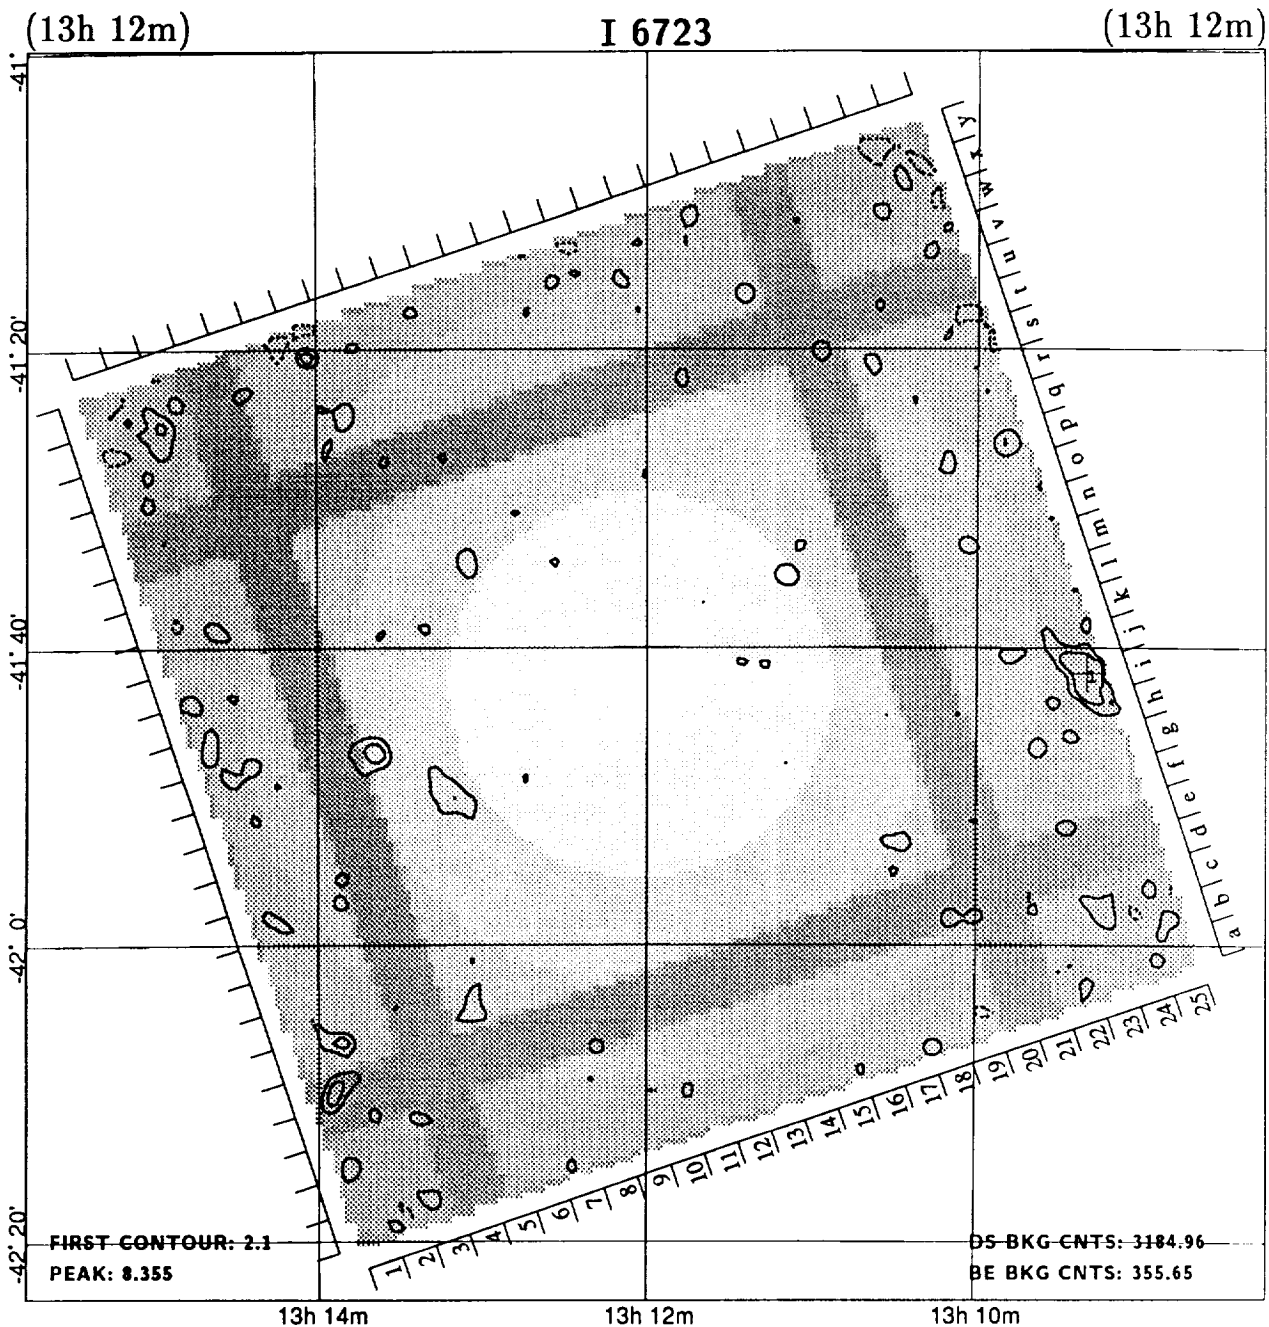 (13h 12m)
I 6723
(13h 12m)
-41°
-41° 20'
-41° 40'
-42° 0'
-42° 20'
y
x
w
v
u
t
s
r
q
p
o
n
m
l
k
j
i
h
g
f
e
d
c
b
a
1
2
3
4
5
6
7
8
9
10
11
12
13
14
15
16
17
18
19
20
21
22
23
24
25
FIRST CONTOUR: 2.1
PEAK: 8.355
DS BKG CNTS: 3184.96
BE BKG CNTS: 355.65
13h 14m
13h 12m
13h 10m